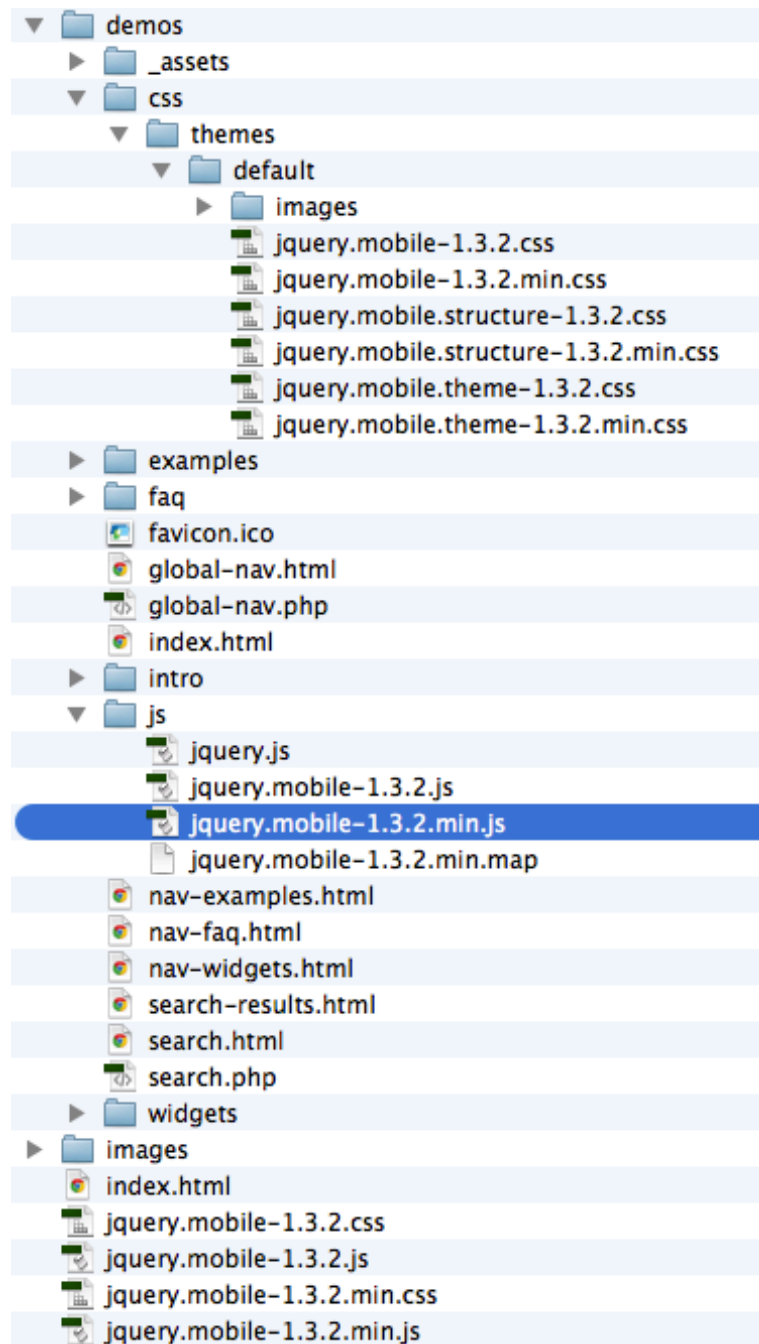 demos
_assets
css
themes
default
images
jquery.mobile-1.3.2.css
jquery.mobile-1.3.2.min.css
jquery.mobile.structure-1.3.2.css
jquery.mobile.structure-1.3.2.min.css
jquery.mobile.theme-1.3.2.css
jquery.mobile.theme-1.3.2.min.css
examples
faq
favicon.ico
global-nav.html
global-nav.php
index.html
intro
js
jquery.js
jquery.mobile-1.3.2.js
jquery.mobile-1.3.2.min.js
jquery.mobile-1.3.2.min.map
nav-examples.html
nav-faq.html
nav-widgets.html
search-results.html
search.html
search.php
widgets
images
index.html
jquery.mobile-1.3.2.css
jquery.mobile-1.3.2.js
jquery.mobile-1.3.2.min.css
jquery.mobile-1.3.2.min.js